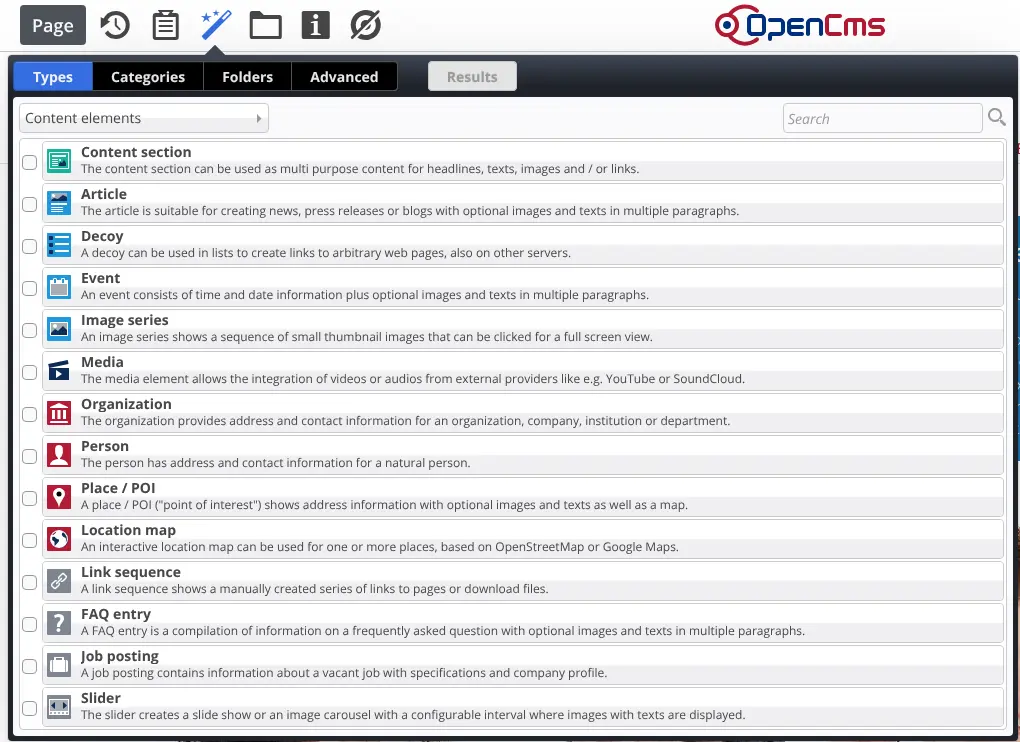 Page
OpenCms
Types Categories Folders Advanced Results
Content elements
Search
Content section
The content section can be used as multi purpose content for headlines, texts, images and / or links.
Article
The article is suitable for creating news, press releases or blogs with optional images and texts in multiple paragraphs.
Decoy
A decoy can be used in lists to create links to arbitrary web pages, also on other servers.
Event
An event consists of time and date information plus optional images and texts in multiple paragraphs.
Image series
An image series shows a sequence of small thumbnail images that can be clicked for a full screen view.
Media
The media element allows the integration of videos or audios from external providers like e.g. YouTube or SoundCloud.
Organization
The organization provides address and contact information for an organization, company, institution or department.
Person
The person has address and contact information for a natural person.
Place / POI
A place / POI ("point of interest") shows address information with optional images and texts as well as a map.
Location map
An interactive location map can be used for one or more places, based on OpenStreetMap or Google Maps.
Link sequence
A link sequence shows a manually created series of links to pages or download files.
FAQ entry
A FAQ entry is a compilation of information on a frequently asked question with optional images and texts in multiple paragraphs.
Job posting
A job posting contains information about a vacant job with specifications and company profile.
Slider
The slider creates a slide show or an image carousel with a configurable interval where images with texts are displayed.